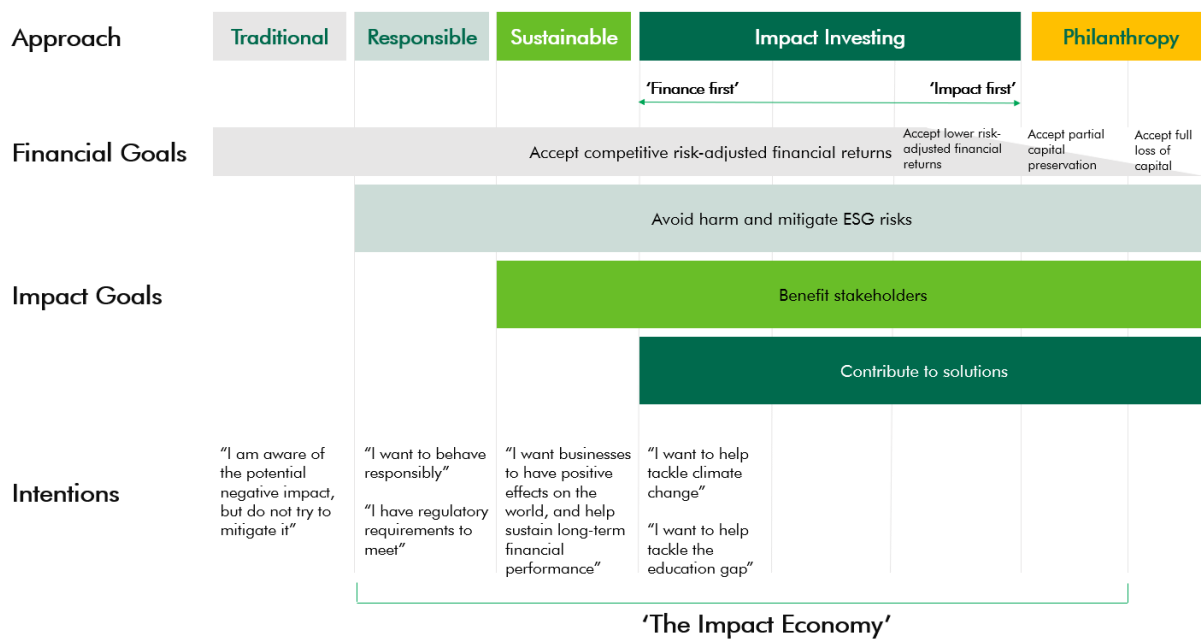 Approach
Traditional
Responsible
Sustainable
Impact Investing
Philanthropy
‘Finance first’
‘Impact first’
Financial Goals
Accept competitive risk-adjusted financial returns
Accept lower risk-
adjusted financial
returns
Accept partial
capital
preservation
Accept full
loss of
capital
Avoid harm and mitigate ESG risks
Impact Goals
Benefit stakeholders
Contribute to solutions
Intentions
“I am aware of
the potential
negative impact,
but do not try to
mitigate it”
“I want to behave
responsibly”
“I have regulatory
requirements to
meet”
“I want businesses
to have positive
effects on the
world, and help
sustain long-term
financial
performance”
“I want to help
tackle climate
change”
“I want to help
tackle the
education gap”
‘The Impact Economy’